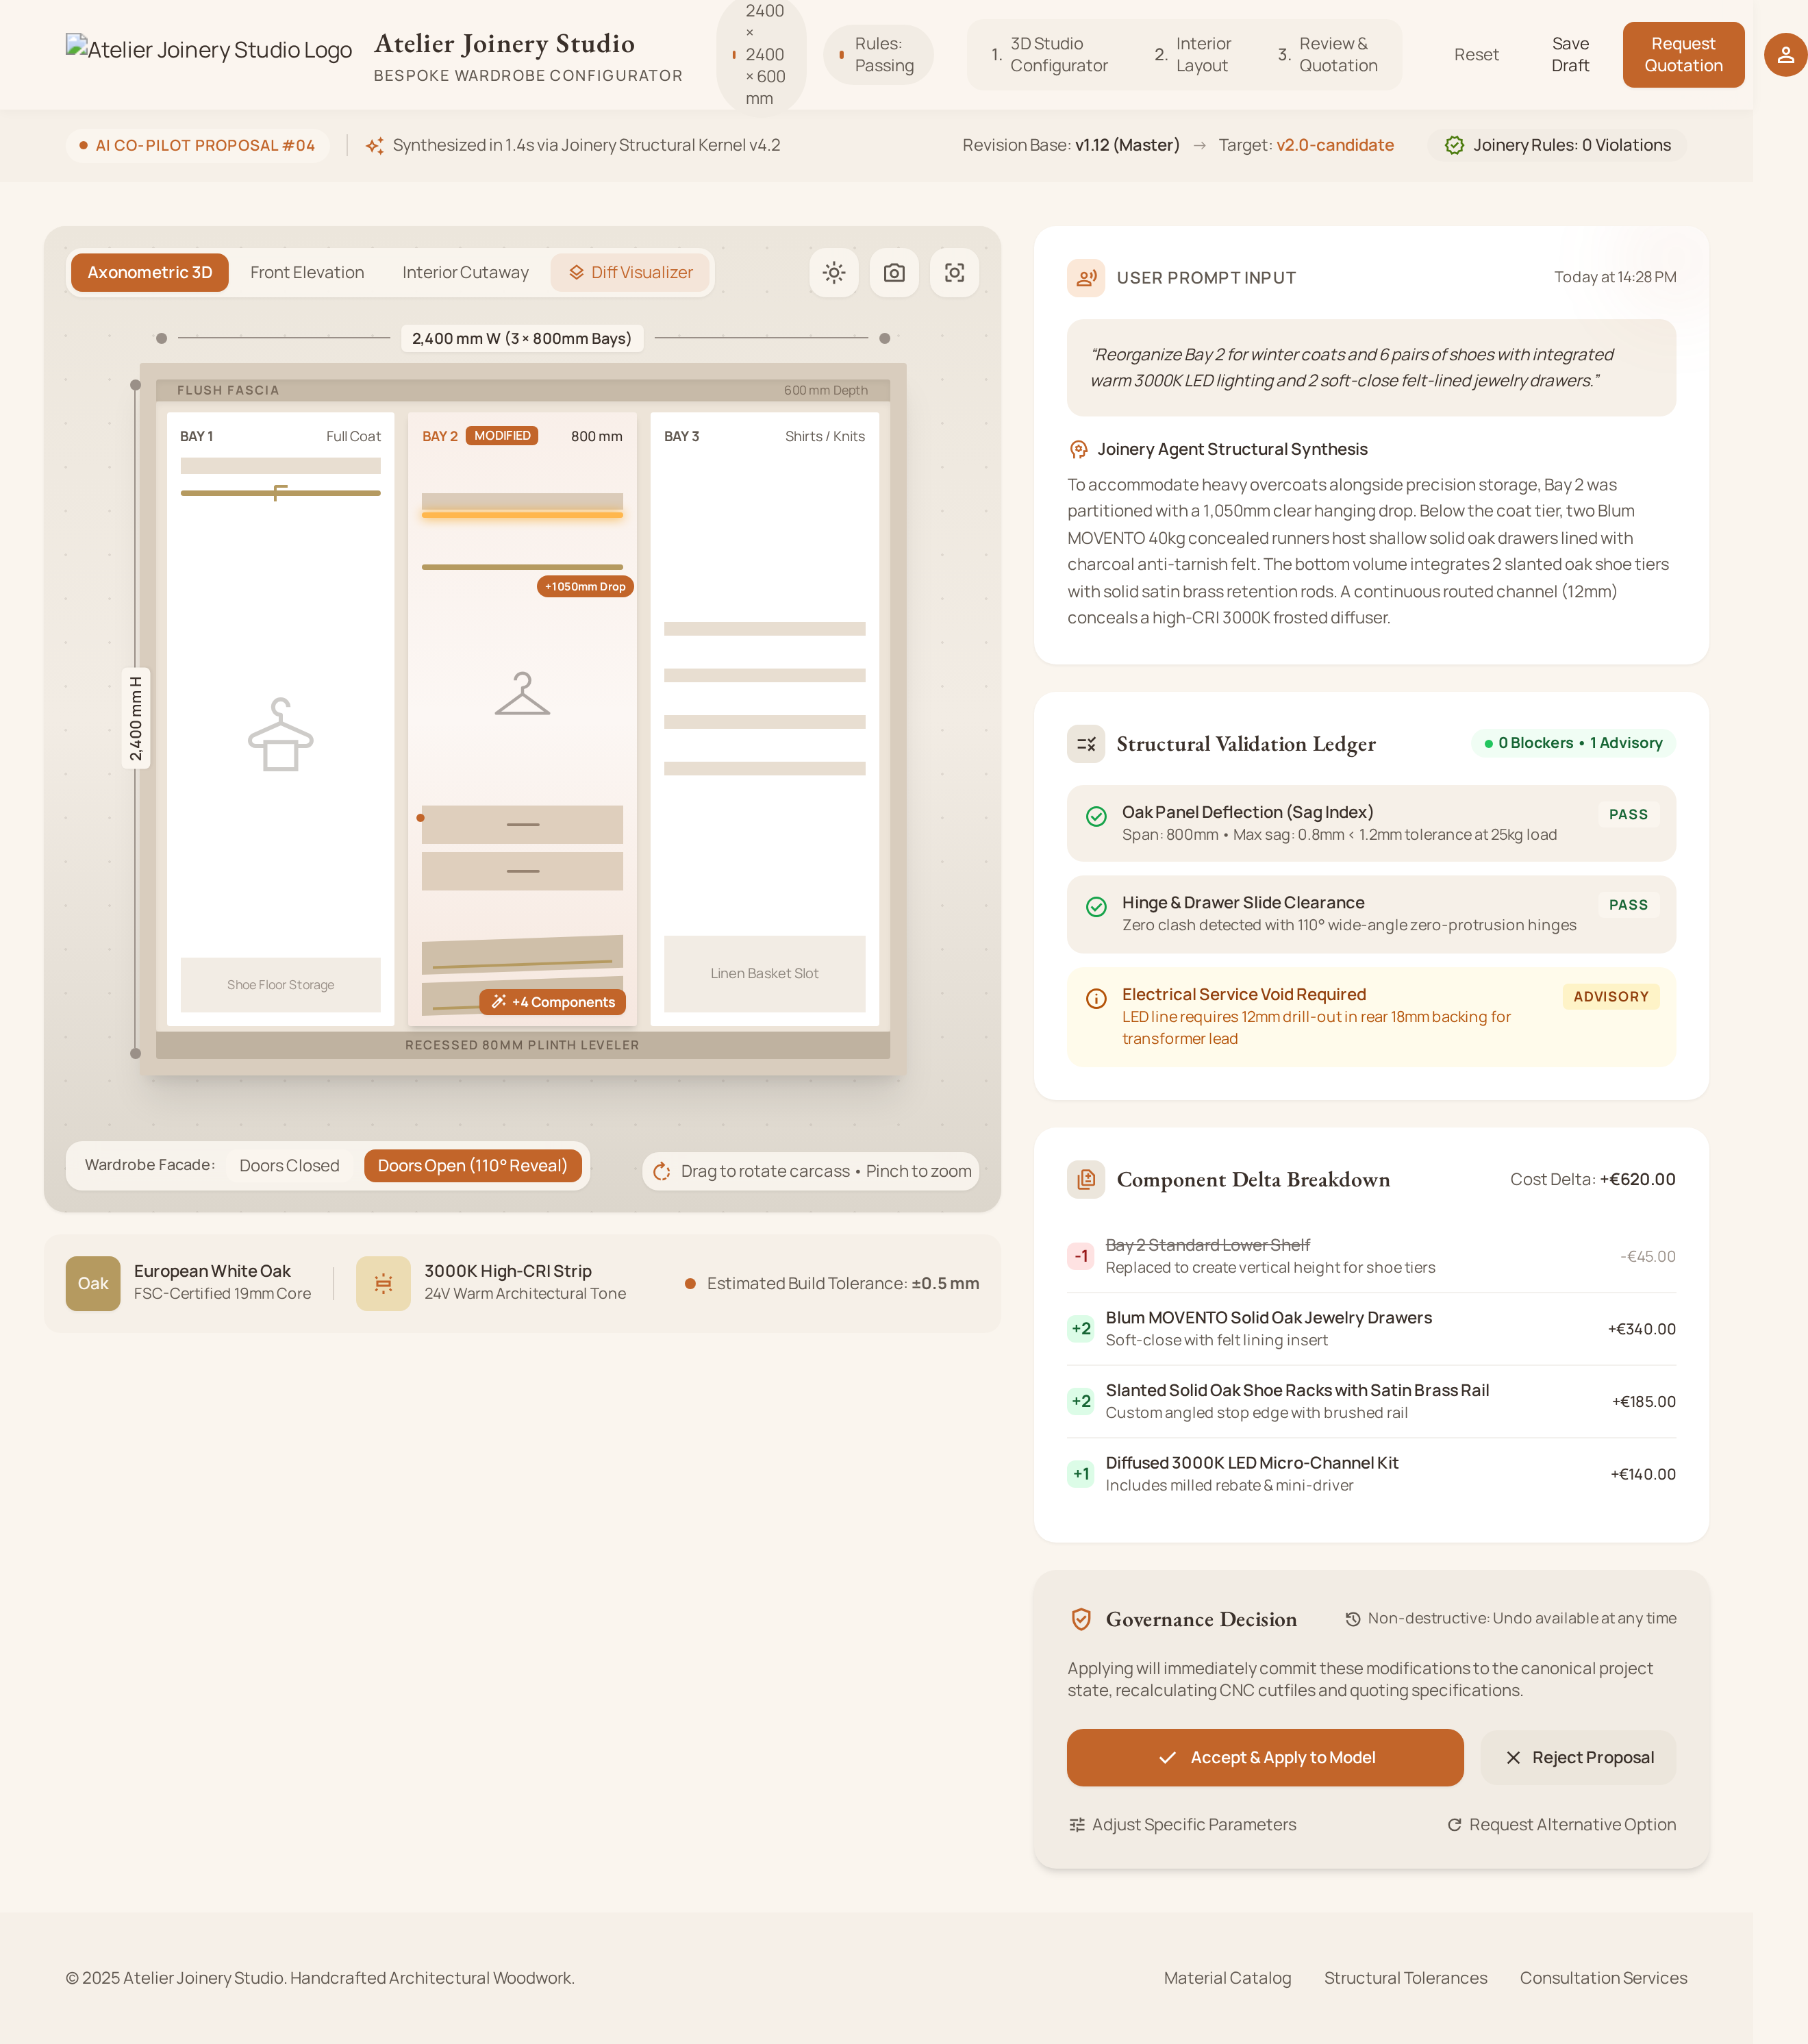 Atelier Joinery Studio Logo
Atelier Joinery Studio
BESPOKE WARDROBE CONFIGURATOR
2400
×
2400
× 600
mm
Rules:
Passing
1. 3D Studio
Configurator
2. Interior
Layout
3. Review &
Quotation
Reset
Save
Draft
Request
Quotation
AI CO-PILOT PROPOSAL #04
Synthesized in 1.4s via Joinery Structural Kernel v4.2
Revision Base: v1.12 (Master) → Target: v2.0-candidate
Joinery Rules: 0 Violations
Axonometric 3D
Front Elevation
Interior Cutaway
Diff Visualizer
2,400 mm W (3 × 800mm Bays)
2,400 mm H
FLUSH FASCIA
600 mm Depth
BAY 1
Full Coat
Shoe Floor Storage
BAY 2
MODIFIED
800 mm
+1050mm Drop
+4 Components
BAY 3
Shirts / Knits
Linen Basket Slot
RECESSED 80MM PLINTH LEVELER
Wardrobe Facade:
Doors Closed
Doors Open (110° Reveal)
Drag to rotate carcass • Pinch to zoom
Oak
European White Oak
FSC-Certified 19mm Core
3000K High-CRI Strip
24V Warm Architectural Tone
Estimated Build Tolerance: ±0.5 mm
USER PROMPT INPUT
Today at 14:28 PM
“Reorganize Bay 2 for winter coats and 6 pairs of shoes with integrated
warm 3000K LED lighting and 2 soft-close felt-lined jewelry drawers.”
Joinery Agent Structural Synthesis
To accommodate heavy overcoats alongside precision storage, Bay 2 was
partitioned with a 1,050mm clear hanging drop. Below the coat tier, two Blum
MOVENTO 40kg concealed runners host shallow solid oak drawers lined with
charcoal anti-tarnish felt. The bottom volume integrates 2 slanted oak shoe tiers
with solid satin brass retention rods. A continuous routed channel (12mm)
conceals a high-CRI 3000K frosted diffuser.
Structural Validation Ledger
0 Blockers • 1 Advisory
Oak Panel Deflection (Sag Index)
Span: 800mm • Max sag: 0.8mm < 1.2mm tolerance at 25kg load
PASS
Hinge & Drawer Slide Clearance
Zero clash detected with 110° wide-angle zero-protrusion hinges
PASS
Electrical Service Void Required
LED line requires 12mm drill-out in rear 18mm backing for
transformer lead
ADVISORY
Component Delta Breakdown
Cost Delta: +€620.00
-1
Bay 2 Standard Lower Shelf
Replaced to create vertical height for shoe tiers
-€45.00
+2
Blum MOVENTO Solid Oak Jewelry Drawers
Soft-close with felt lining insert
+€340.00
+2
Slanted Solid Oak Shoe Racks with Satin Brass Rail
Custom angled stop edge with brushed rail
+€185.00
+1
Diffused 3000K LED Micro-Channel Kit
Includes milled rebate & mini-driver
+€140.00
Governance Decision
Non-destructive: Undo available at any time
Applying will immediately commit these modifications to the canonical project
state, recalculating CNC cutfiles and quoting specifications.
Accept & Apply to Model
Reject Proposal
Adjust Specific Parameters
Request Alternative Option
© 2025 Atelier Joinery Studio. Handcrafted Architectural Woodwork.
Material Catalog
Structural Tolerances
Consultation Services